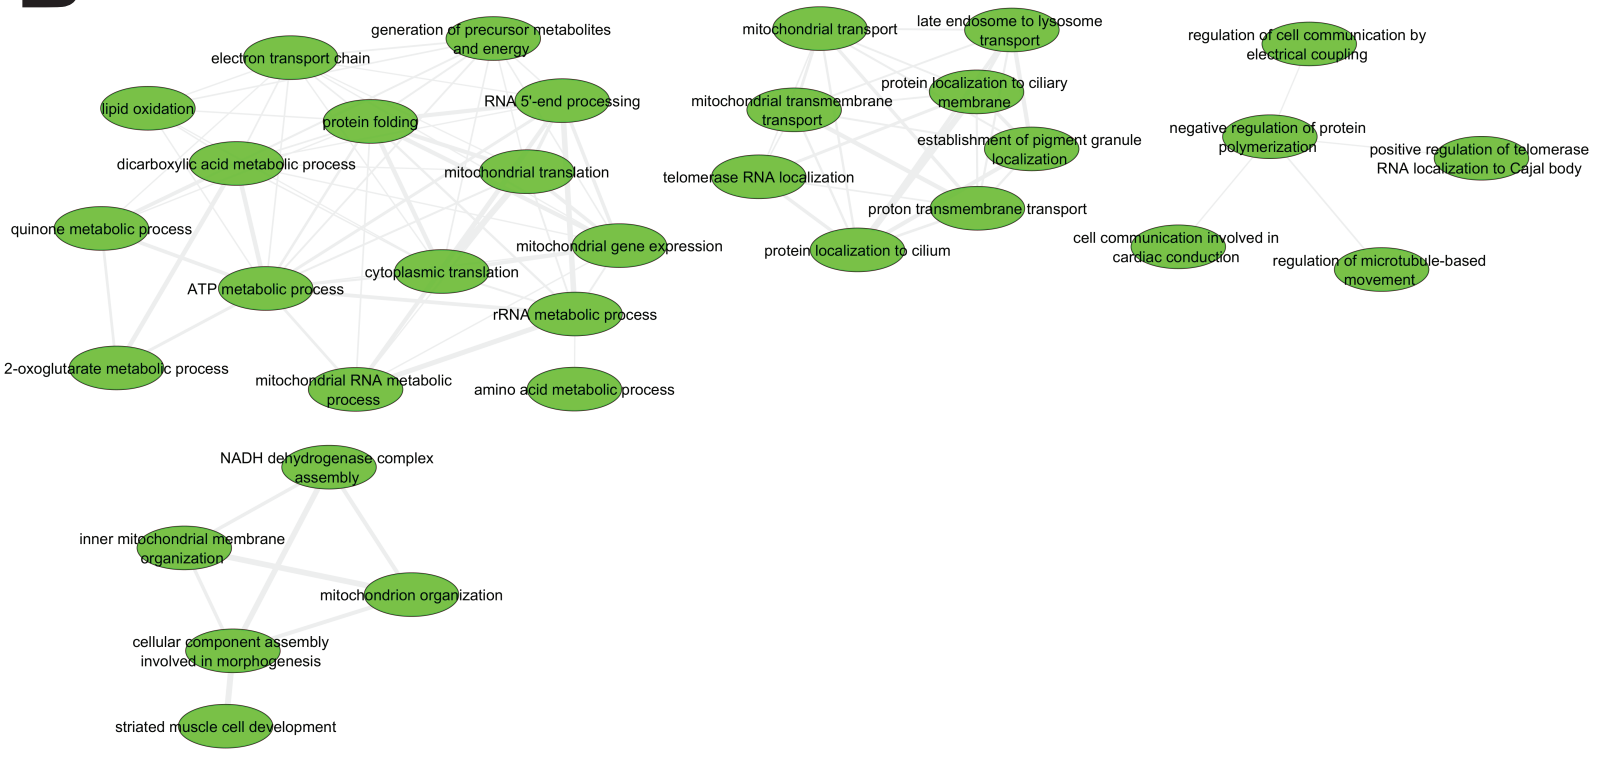 generation of precursor metabolites
and energy
electron transport chain
lipid oxidation
RNA 5'-end processing
protein folding
dicarboxylic acid metabolic process
mitochondrial translation
quinone metabolic process
mitochondrial gene expression
cytoplasmic translation
ATP metabolic process
rRNA metabolic process
2-oxoglutarate metabolic process
mitochondrial RNA metabolic
process
amino acid metabolic process
mitochondrial transport
late endosome to lysosome
transport
protein localization to ciliary
membrane
mitochondrial transmembrane
transport
establishment of pigment granule
localization
telomerase RNA localization
proton transmembrane transport
protein localization to cilium
regulation of cell communication by
electrical coupling
negative regulation of protein
polymerization
positive regulation of telomerase
RNA localization to Cajal body
cell communication involved in
cardiac conduction
regulation of microtubule-based
movement
NADH dehydrogenase complex
assembly
inner mitochondrial membrane
organization
mitochondrion organization
cellular component assembly
involved in morphogenesis
striated muscle cell development